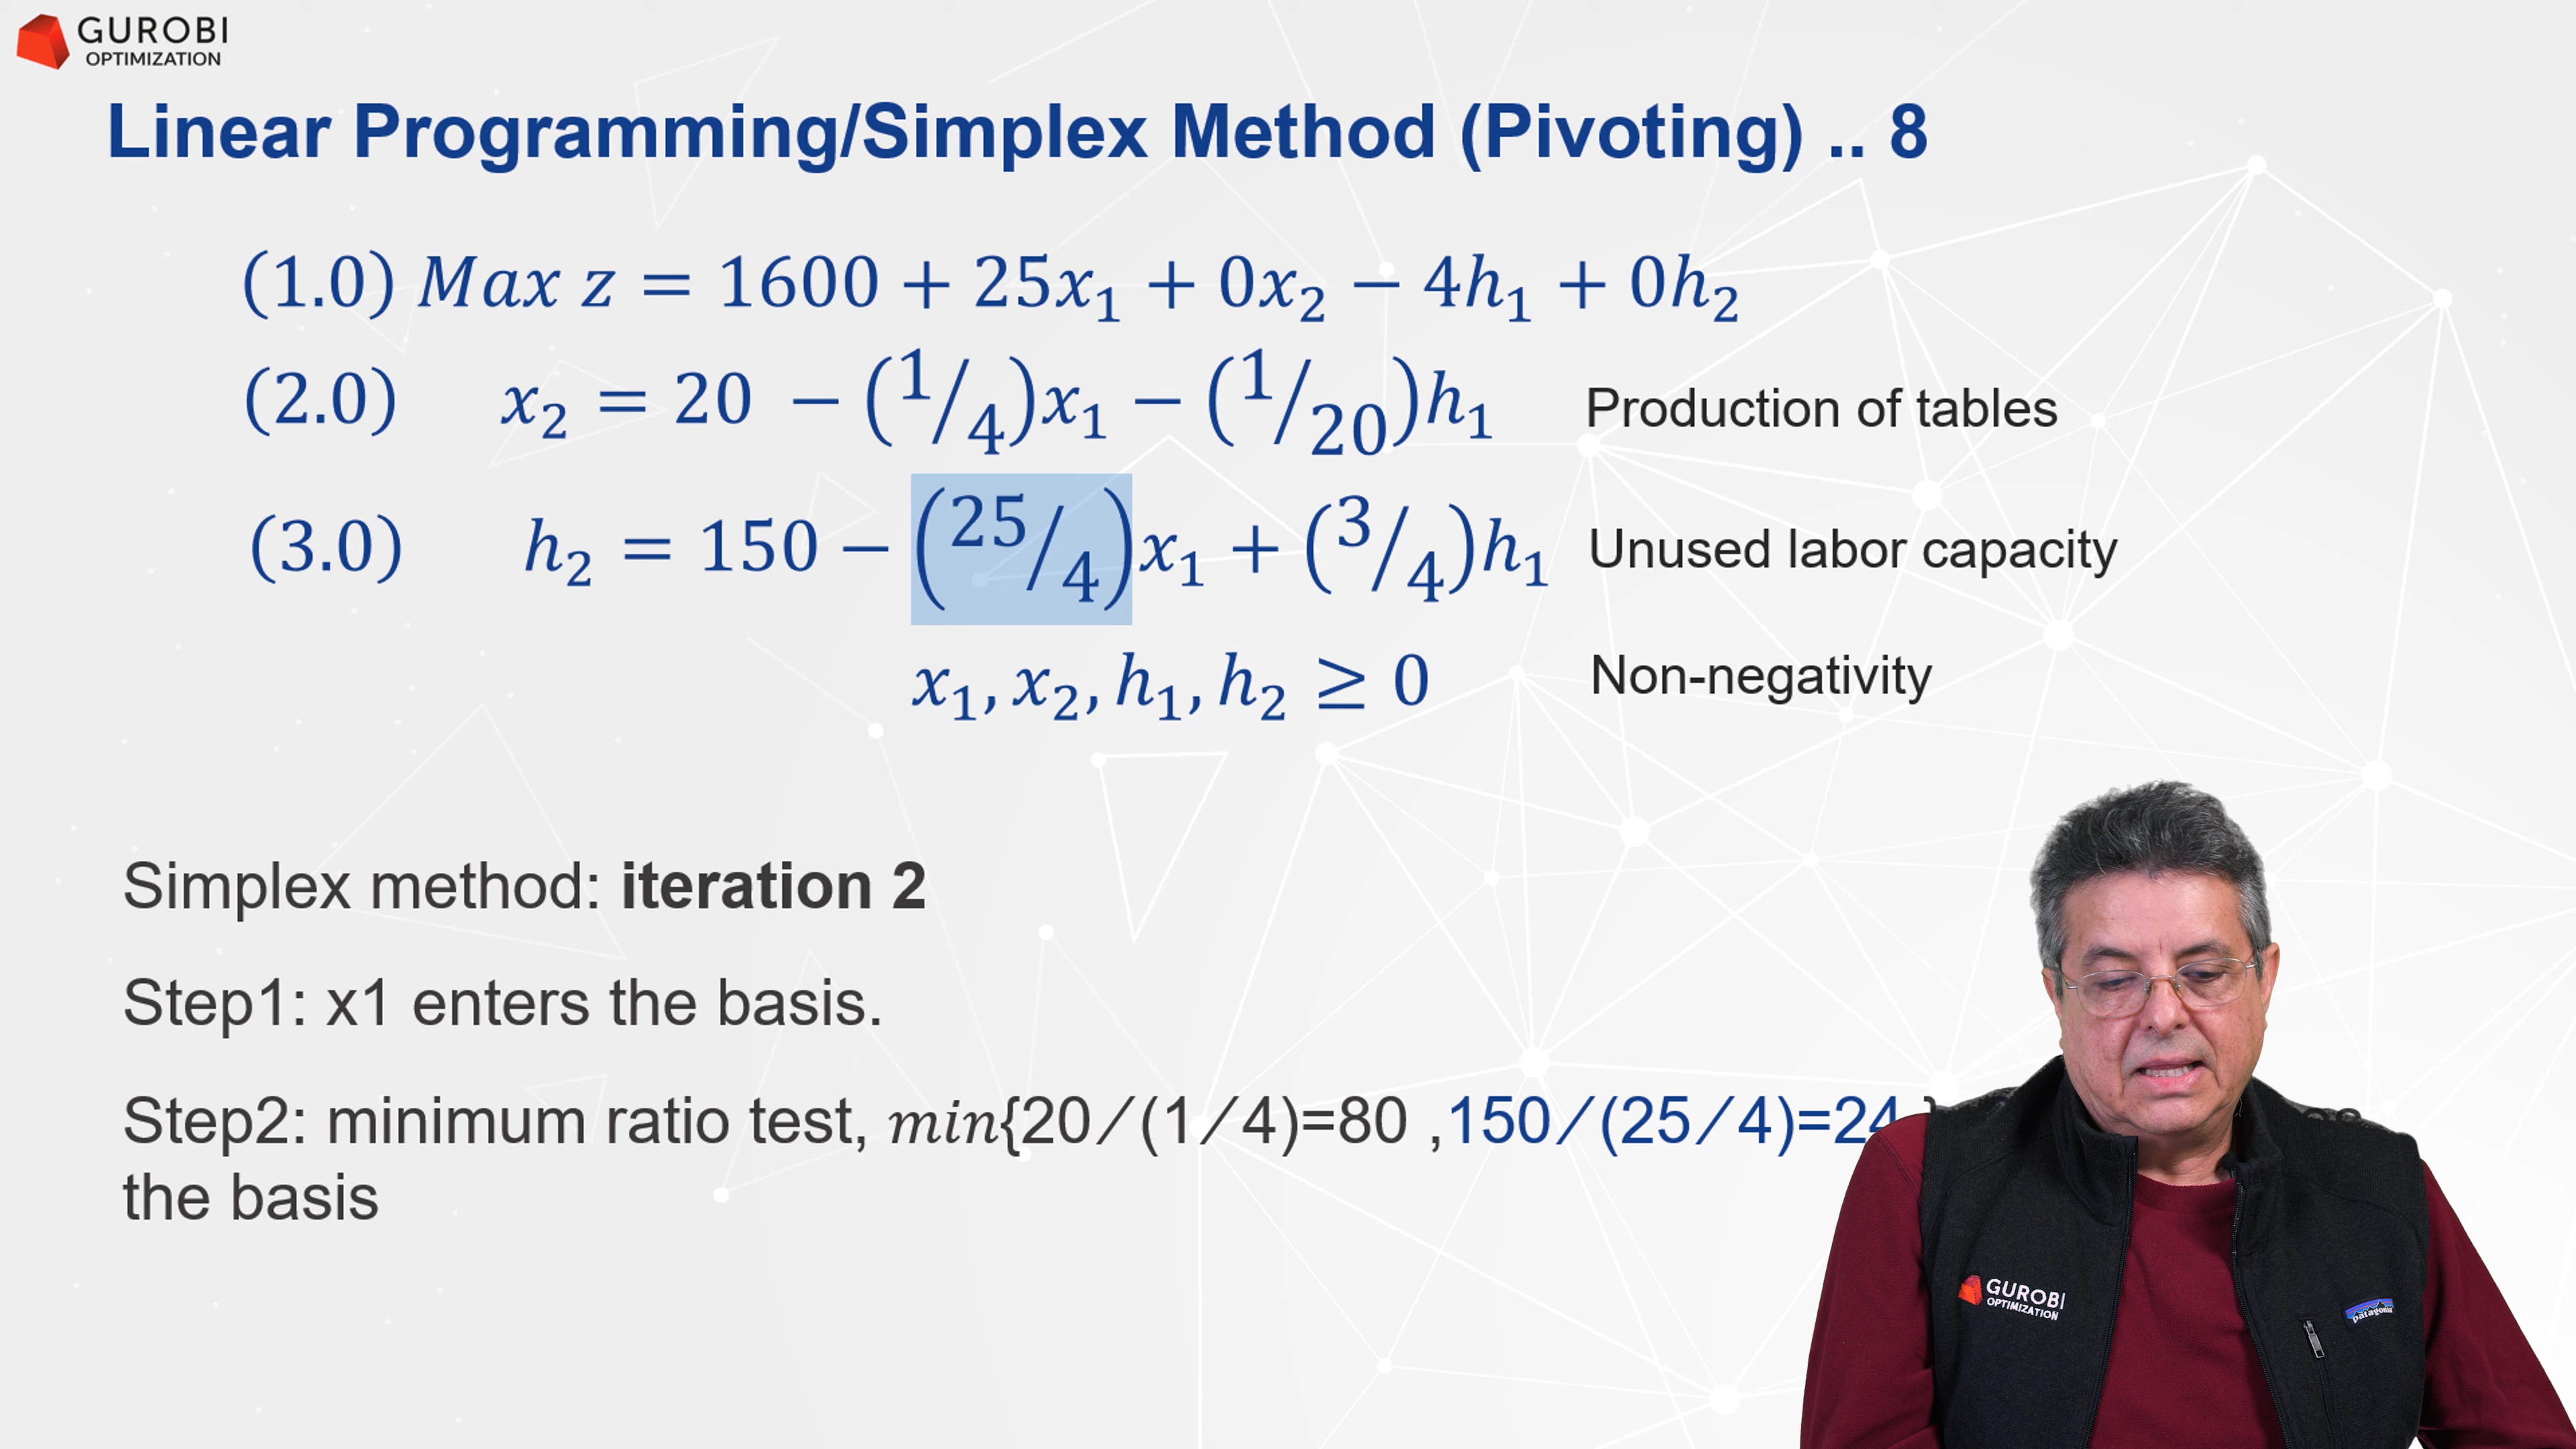 GUROBI
OPTIMIZATION
Linear Programming/Simplex Method (Pivoting) .. 8
(1.0) Max z = 1600 + 25x₁ + 0x₂ − 4h₁ + 0h₂
(2.0) x₂ = 20 − (1/4)x₁ − (1/20)h₁ Production of tables
(3.0) h₂ = 150 − (25/4)x₁ + (3/4)h₁ Unused labor capacity
x₁, x₂, h₁, h₂ ≥ 0 Non-negativity
Simplex method: iteration 2
Step1: x1 enters the basis.
Step2: minimum ratio test, min{20/(1/4)=80 ,150/(25/4)=24
the basis
GUROBI
OPTIMIZATION
patagonia